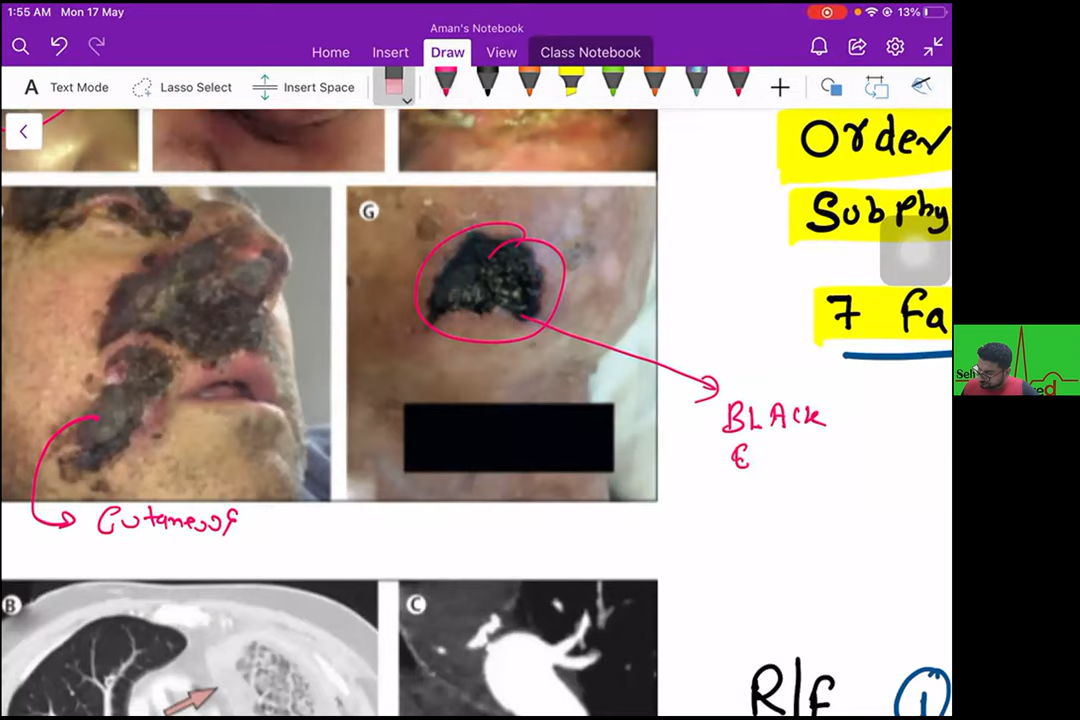 1:55 AM Mon 17 May
13%
Aman's Notebook
Home Insert Draw View Class Notebook
A Text Mode Lasso Select Insert Space
Order
Subphy
7 Fa
G
BLACK
E
Cutaneous
B
C
R/F 1